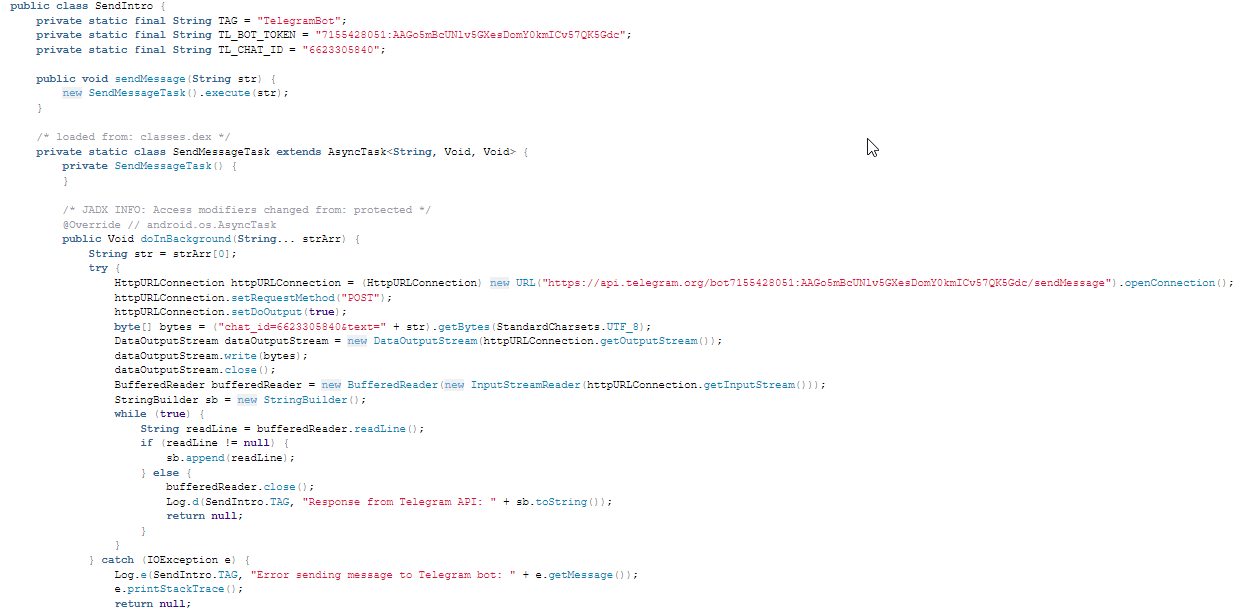 public class SendIntro {
private static final String TAG = "TelegramBot";
private static final String TL_BOT_TOKEN = "7155428051:AAGo5mBcUNlv5GXesDomY0kmICv57QK5Gdc";
private static final String TL_CHAT_ID = "6623305840";
public void sendMessage(String str) {
new SendMessageTask().execute(str);
}
/* loaded from: classes.dex */
private static class SendMessageTask extends AsyncTask<String, Void, Void> {
private SendMessageTask() {
}
/* JADX INFO: Access modifiers changed from: protected */
@Override // android.os.AsyncTask
public Void doInBackground(String... strArr) {
String str = strArr[0];
try {
HttpURLConnection httpURLConnection = (HttpURLConnection) new URL("https://api.telegram.org/bot7155428051:AAGo5mBcUNlv5GXesDomY0kmICv57QK5Gdc/sendMessage").openConnection();
httpURLConnection.setRequestMethod("POST");
httpURLConnection.setDoOutput(true);
byte[] bytes = ("chat_id=6623305840&text=" + str).getBytes(StandardCharsets.UTF_8);
DataOutputStream dataOutputStream = new DataOutputStream(httpURLConnection.getOutputStream());
dataOutputStream.write(bytes);
dataOutputStream.close();
BufferedReader bufferedReader = new BufferedReader(new InputStreamReader(httpURLConnection.getInputStream()));
StringBuilder sb = new StringBuilder();
while (true) {
String readLine = bufferedReader.readLine();
if (readLine != null) {
sb.append(readLine);
} else {
bufferedReader.close();
Log.d(SendIntro.TAG, "Response from Telegram API: " + sb.toString());
return null;
}
}
} catch (IOException e) {
Log.e(SendIntro.TAG, "Error sending message to Telegram bot: " + e.getMessage());
e.printStackTrace();
return null;